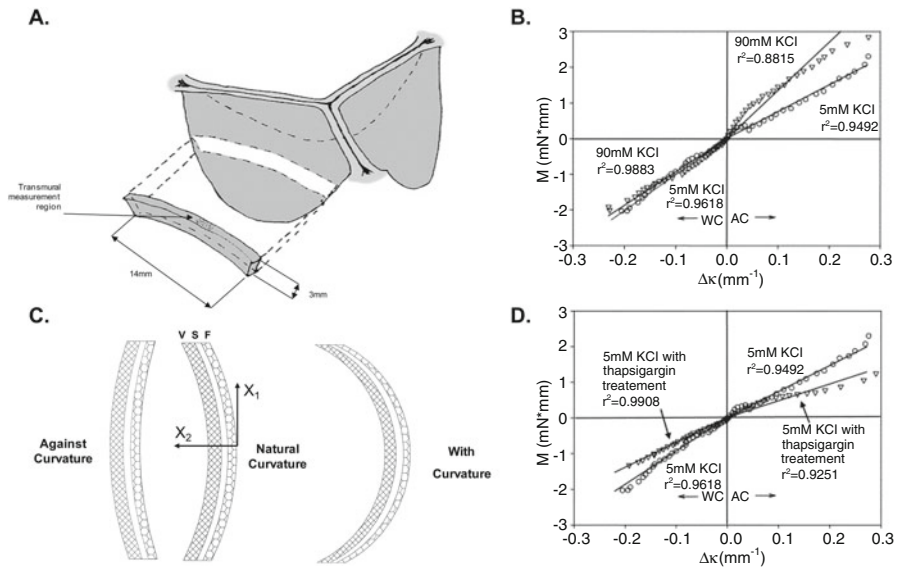 A.
Transmural
measurement
region
14mm
3mm
B.
M (mN*mm)
3
2
1
0
-1
-2
-3
90mM KCl
r²=0.8815
5mM KCl
r²=0.9492
90mM KCl
r²=0.9883
5mM KCl
r²=0.9618
← WC AC →
-0.3 -0.2 -0.1 0.0 0.1 0.2 0.3
Δκ(mm⁻¹)
C.
V S F
X₁
X₂
Against
Curvature
Natural
Curvature
With
Curvature
D.
M (mN*mm)
3
2
1
0
-1
-2
-3
5mM KCl with
thapsigargin
treatement
r²=0.9908
5mM KCl
r²=0.9492
5mM KCl with
thapsigargin
treatement
r²=0.9251
5mM KCl
r²=0.9618
← WC AC →
-0.3 -0.2 -0.1 0.0 0.1 0.2 0.3
Δκ(mm⁻¹)